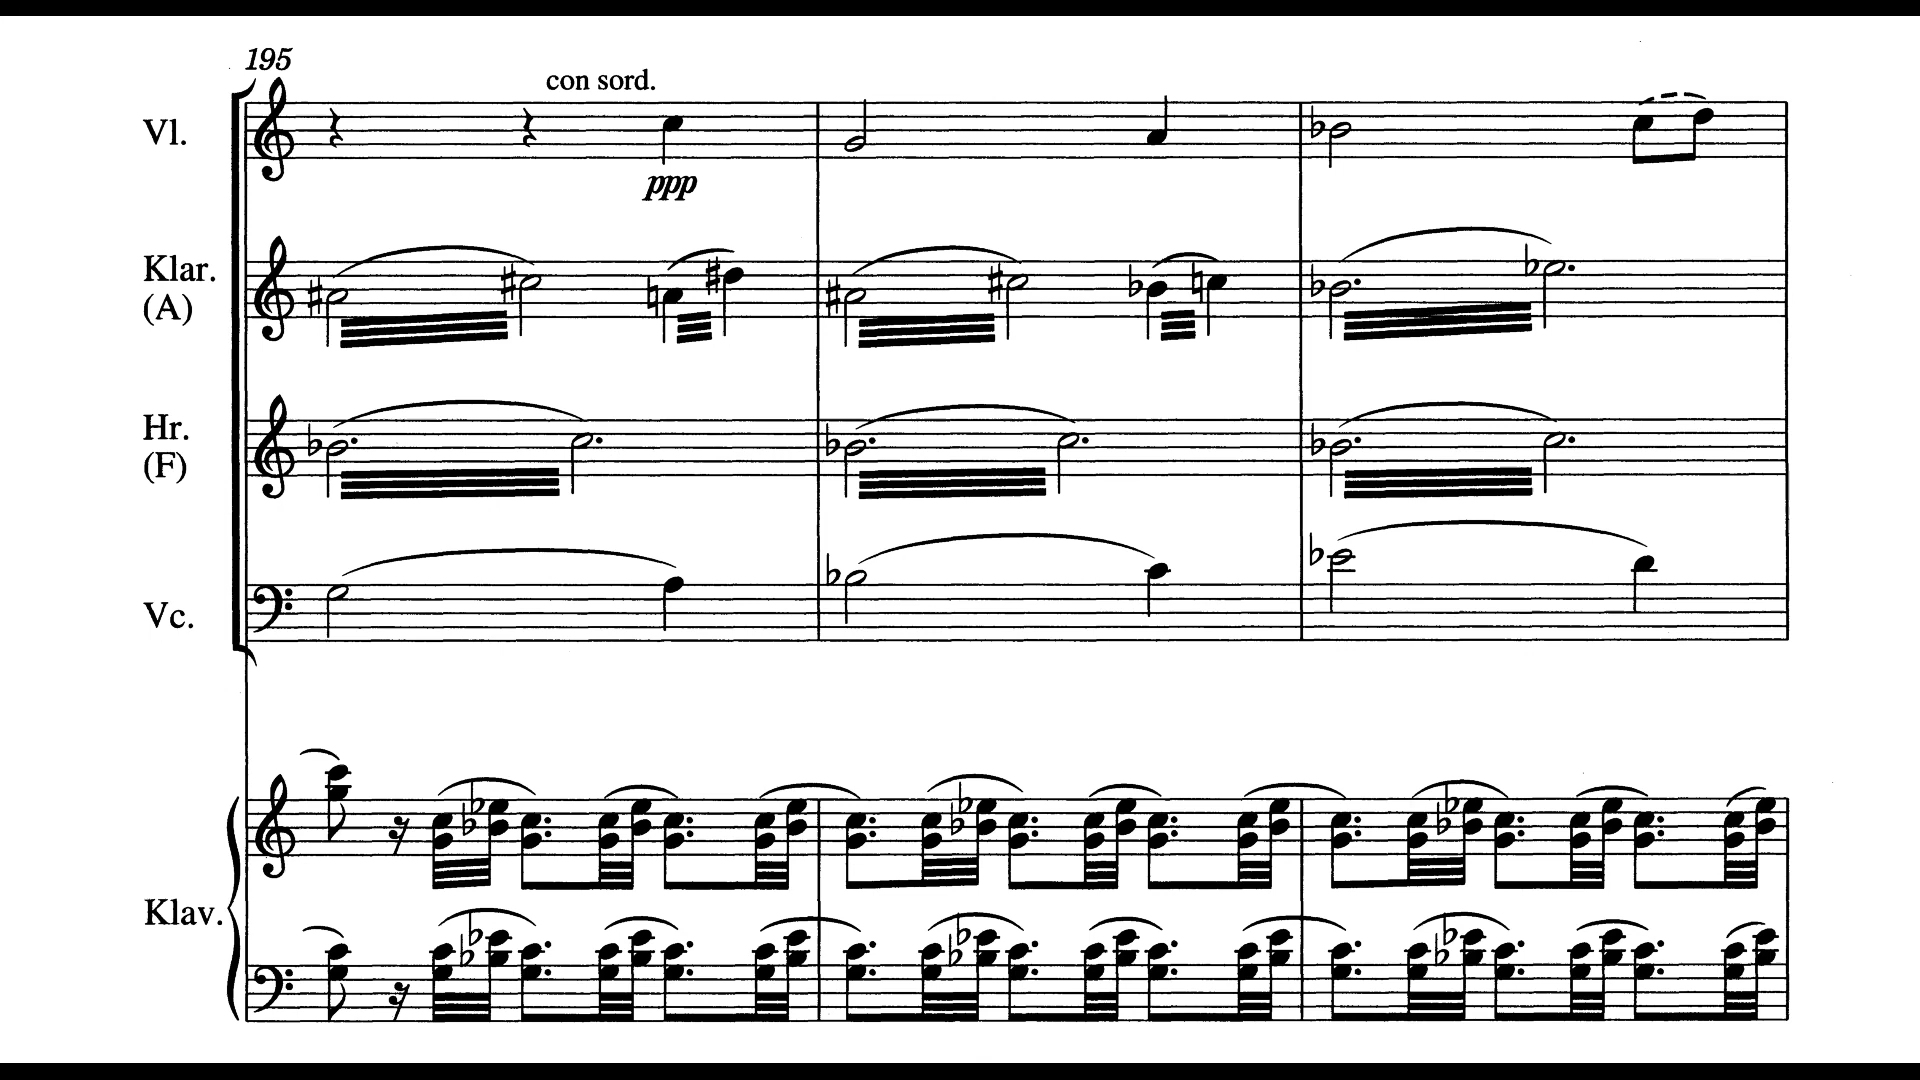 195
con sord.
Vl.
ppp
Klar.
(A)
Hr.
(F)
Vc.
Klav.